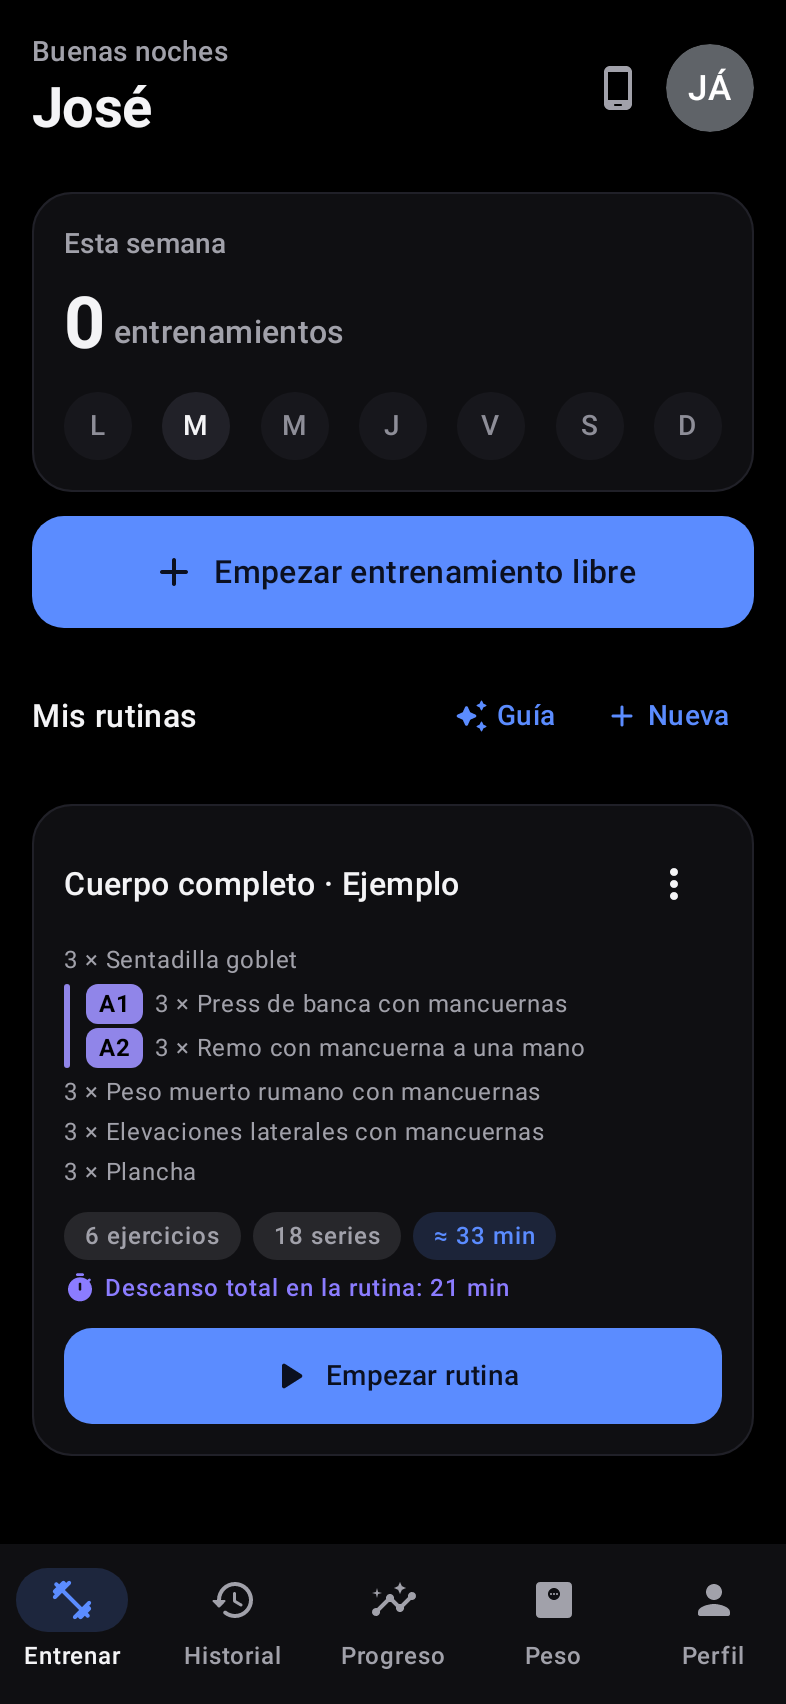 Buenas noches
José
JÁ
Esta semana
0 entrenamientos
L M M J V S D
Empezar entrenamiento libre
Mis rutinas
Guía
Nueva
Cuerpo completo · Ejemplo
3 × Sentadilla goblet
A1 3 × Press de banca con mancuernas
A2 3 × Remo con mancuerna a una mano
3 × Peso muerto rumano con mancuernas
3 × Elevaciones laterales con mancuernas
3 × Plancha
6 ejercicios
18 series
≈ 33 min
Descanso total en la rutina: 21 min
Empezar rutina
Entrenar
Historial
Progreso
Peso
Perfil